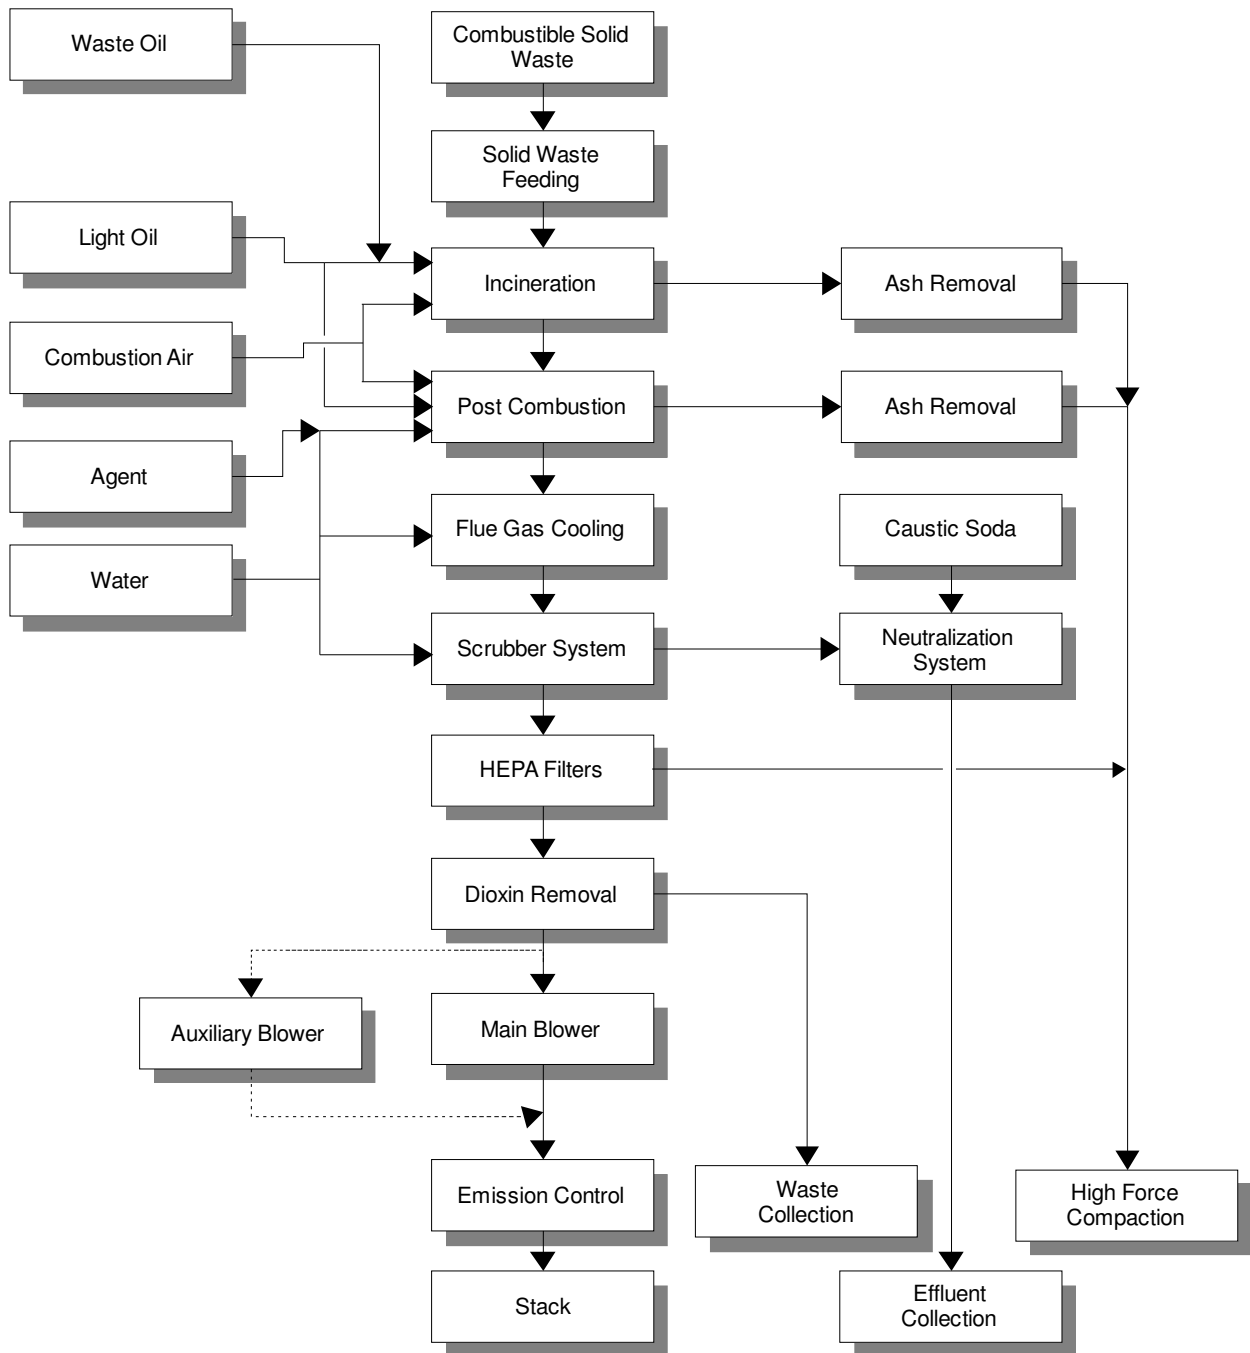 Waste Oil
Combustible Solid
Waste
Solid Waste
Feeding
Light Oil
Incineration
Ash Removal
Combustion Air
Post Combustion
Ash Removal
Agent
Flue Gas Cooling
Caustic Soda
Water
Scrubber System
Neutralization
System
HEPA Filters
Dioxin Removal
Auxiliary Blower
Main Blower
Emission Control
Waste
Collection
High Force
Compaction
Stack
Effluent
Collection